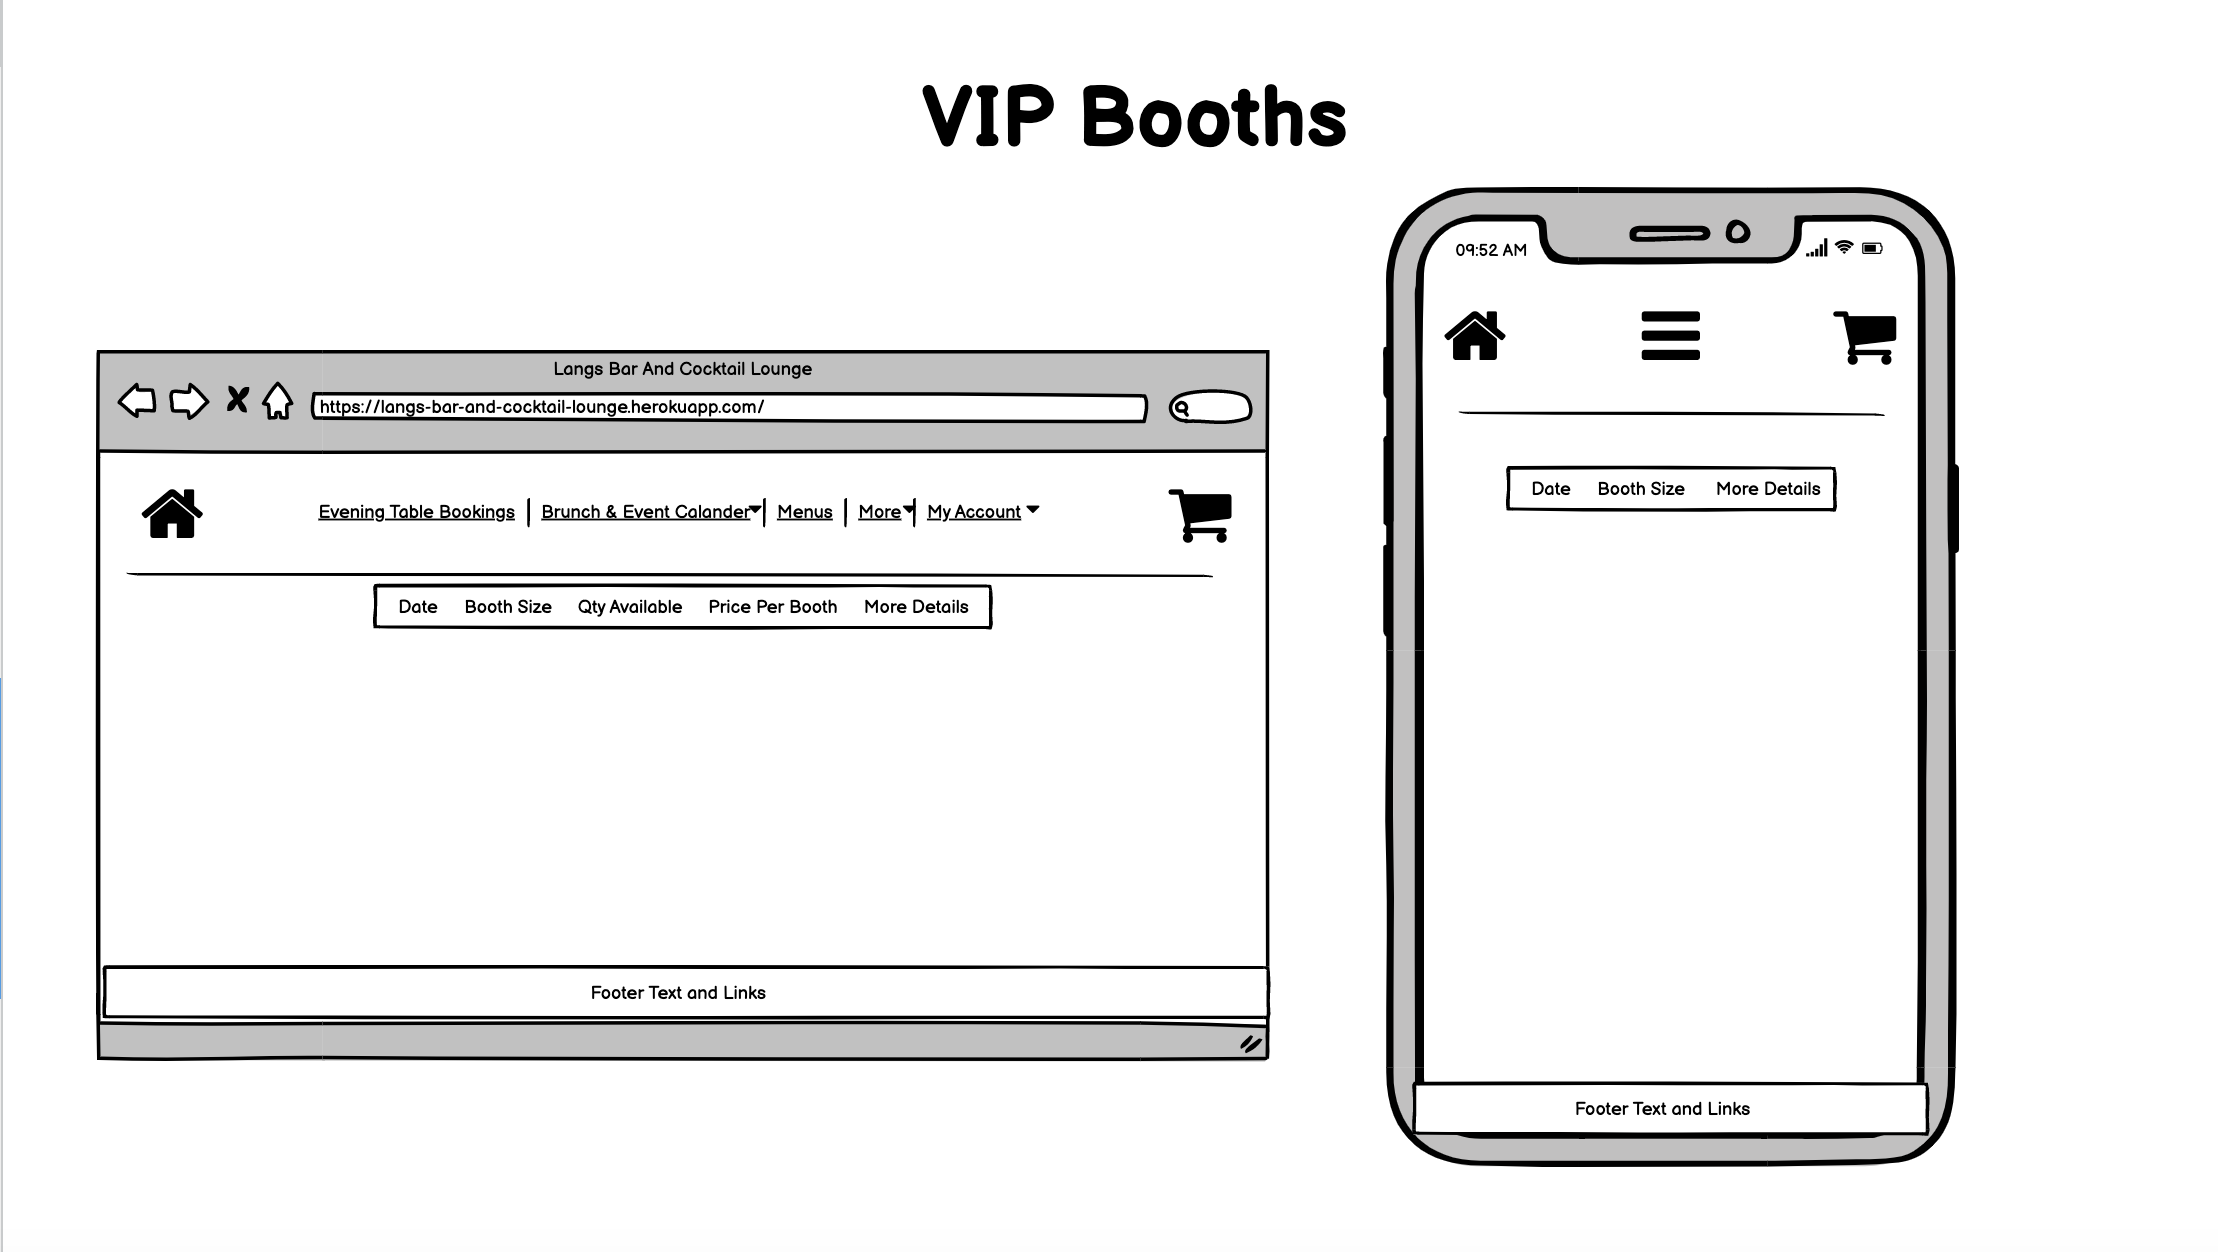 VIP Booths
Langs Bar And Cocktail Lounge
https://langs-bar-and-cocktail-lounge.herokuapp.com/
Evening Table Bookings | Brunch & Event Calander | Menus | More | My Account
Date Booth Size Qty Available Price Per Booth More Details
Footer Text and Links
09:52 AM
Date Booth Size More Details
Footer Text and Links